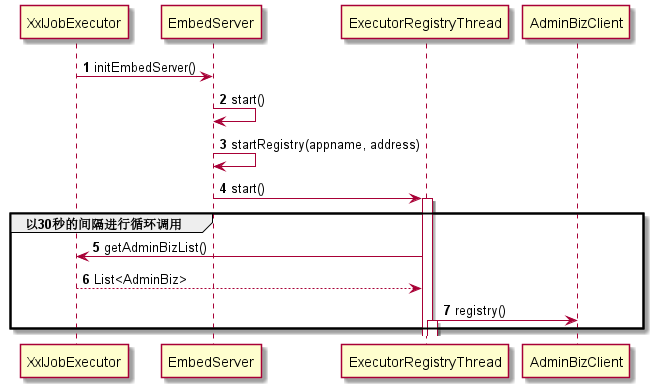 XxlJobExecutor
EmbedServer
ExecutorRegistryThread
AdminBizClient
1 initEmbedServer()
2 start()
3 startRegistry(appname, address)
4 start()
以30秒的间隔进行循环调用
5 getAdminBizList()
6 List<AdminBiz>
7 registry()
XxlJobExecutor
EmbedServer
ExecutorRegistryThread
AdminBizClient